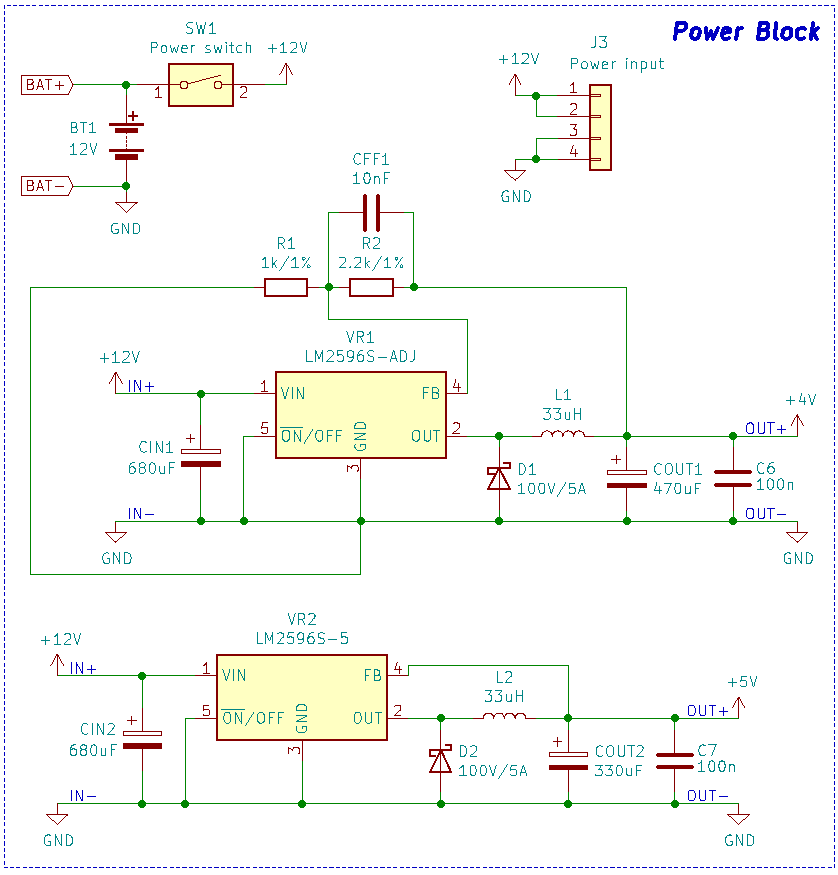 Power Block
SW1
Power switch
+12V
BAT+
1
2
BT1
12V
+
BAT-
GND
J3
Power input
+12V
1
2
3
4
GND
CFF1
10nF
R1
1k/1%
R2
2.2k/1%
VR1
LM2596S-ADJ
+12V
IN+
1
VIN
FB
4
5
ON/OFF
GND
OUT
2
3
CIN1
680uF
+
IN-
GND
L1
33uH
D1
100V/5A
+
COUT1
470uF
C6
100n
OUT+
+4V
OUT-
GND
VR2
LM2596S-5
+12V
IN+
1
VIN
FB
4
5
ON/OFF
GND
OUT
2
3
CIN2
680uF
+
IN-
GND
L2
33uH
D2
100V/5A
+
COUT2
330uF
C7
100n
OUT+
+5V
OUT-
GND